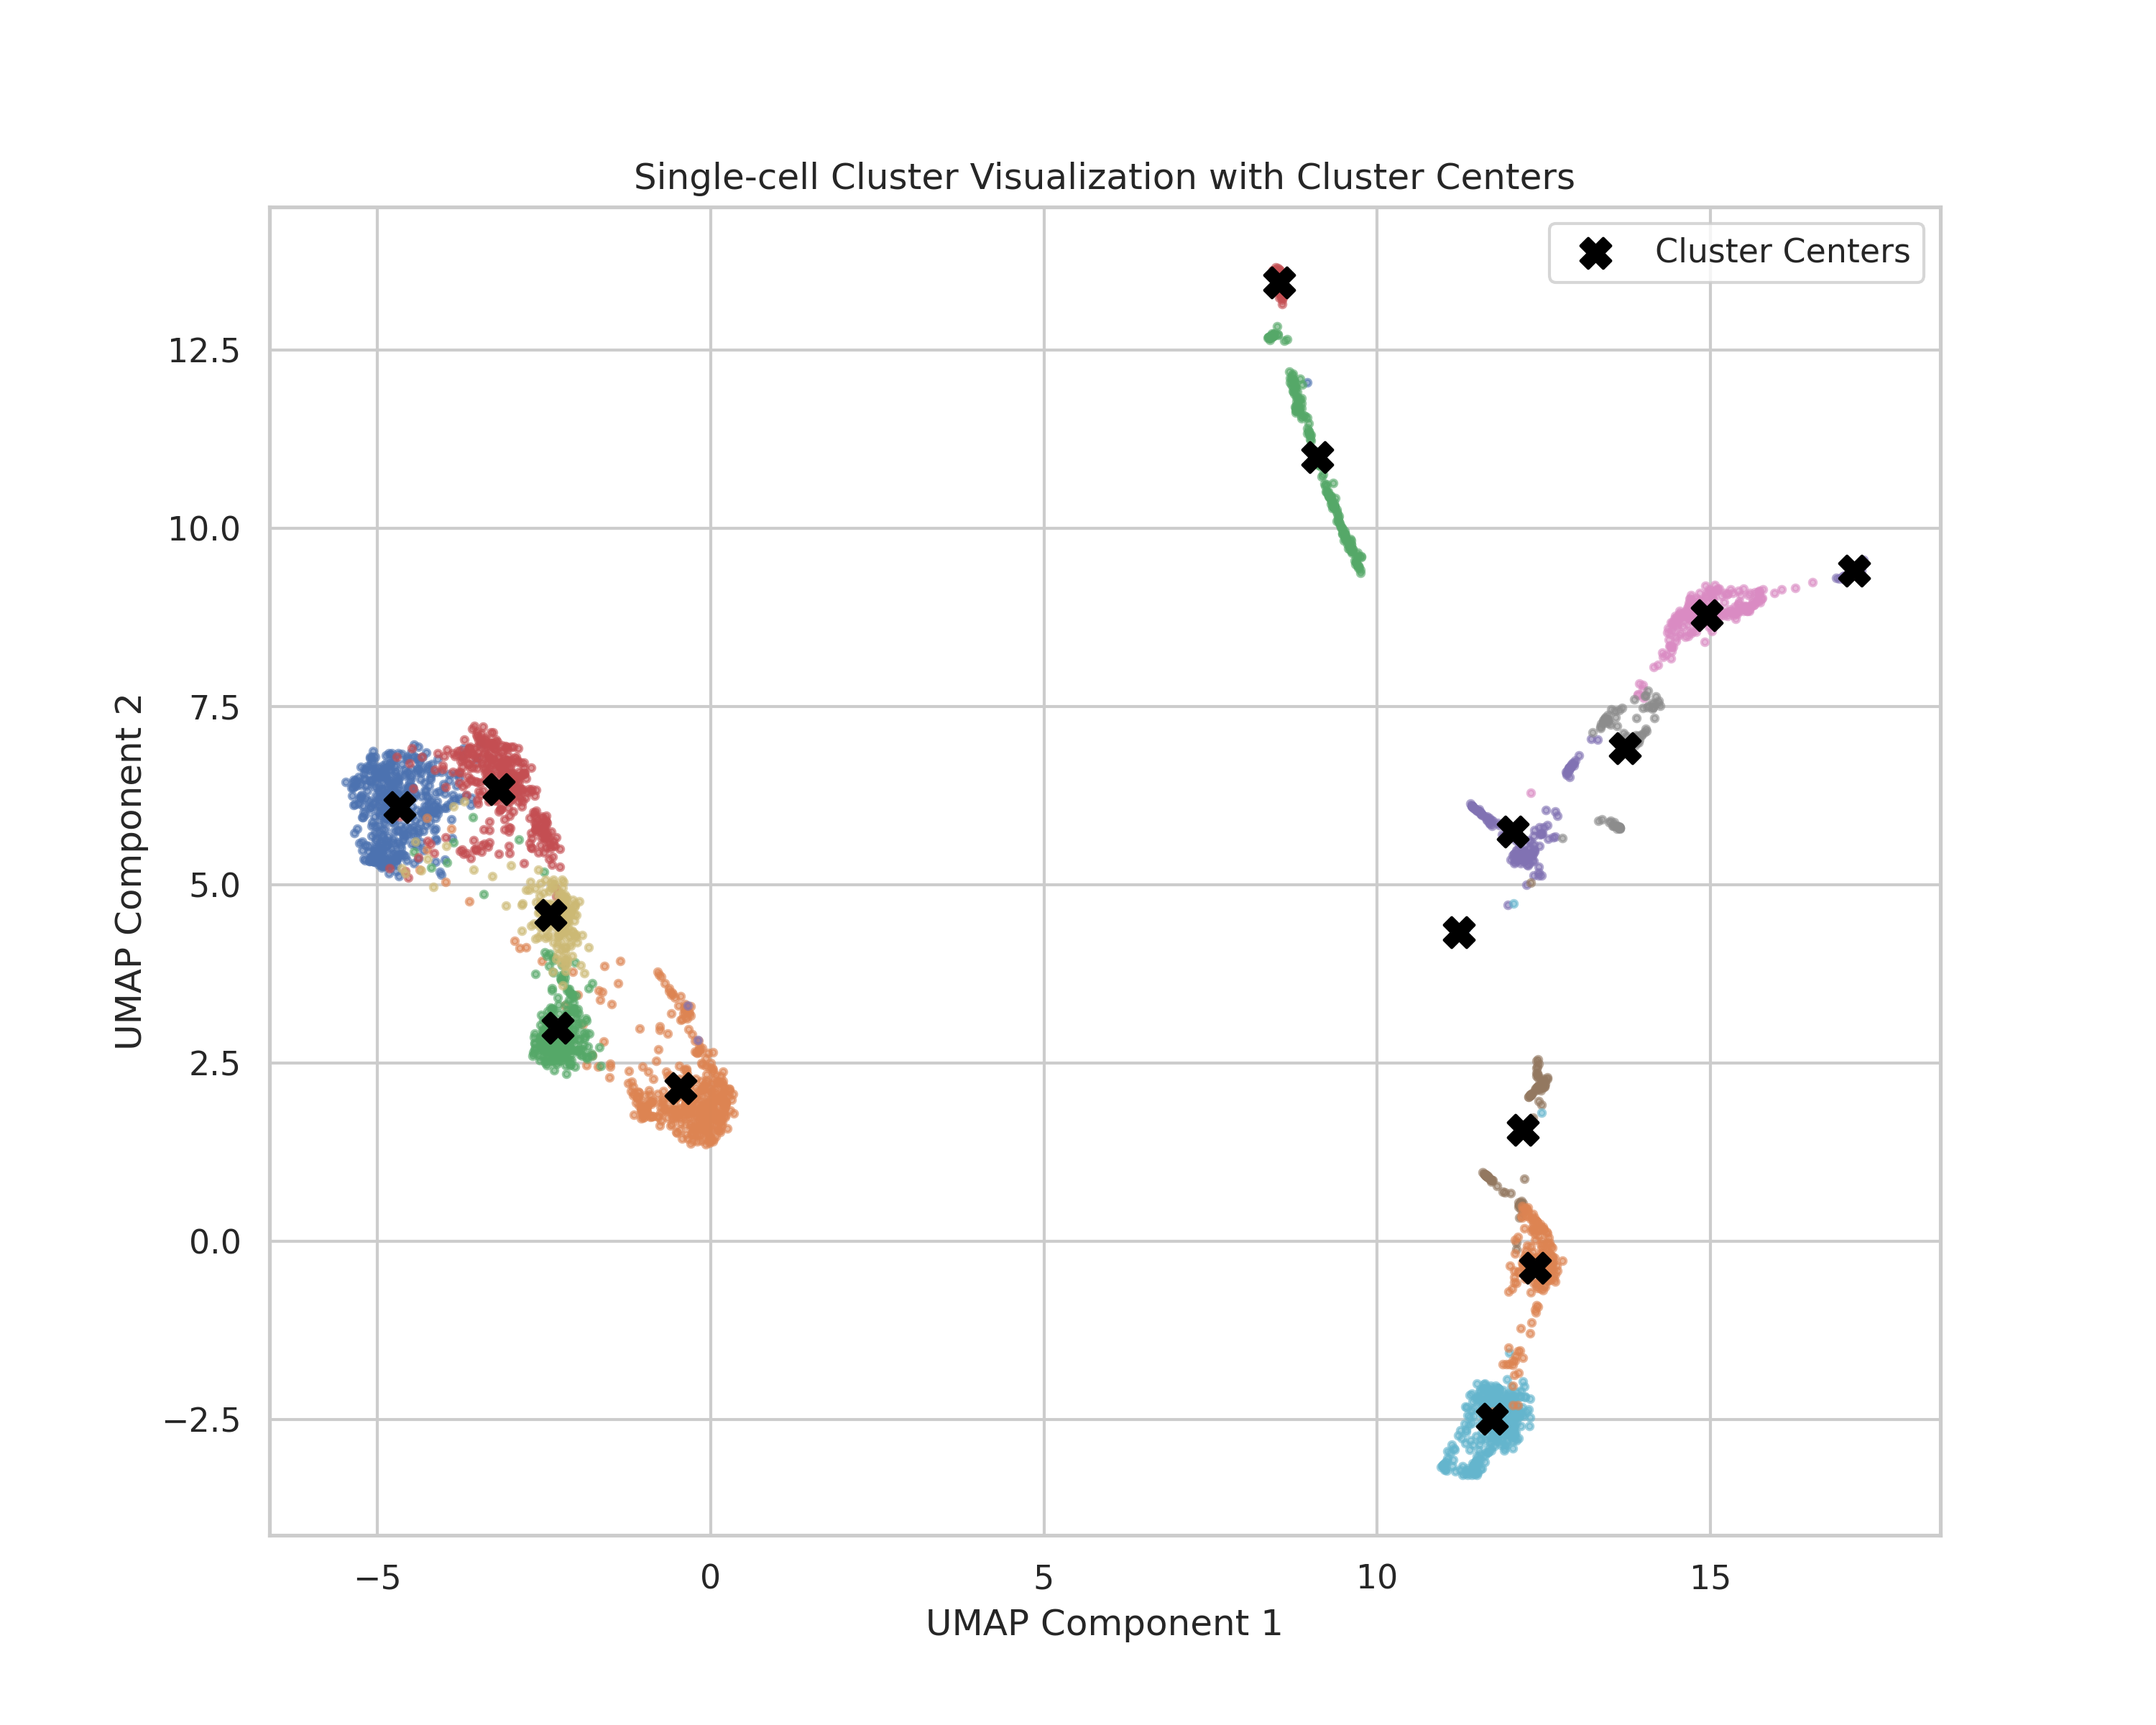 Single-cell Cluster Visualization with Cluster Centers
Cluster Centers
UMAP Component 2
12.5
10.0
7.5
5.0
2.5
0.0
−2.5
−5 0 5 10 15
UMAP Component 1